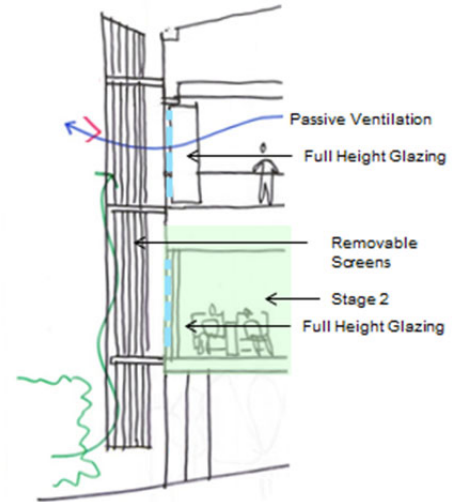 Passive Ventilation
Full Height Glazing
Removable
Screens
Stage 2
Full Height Glazing